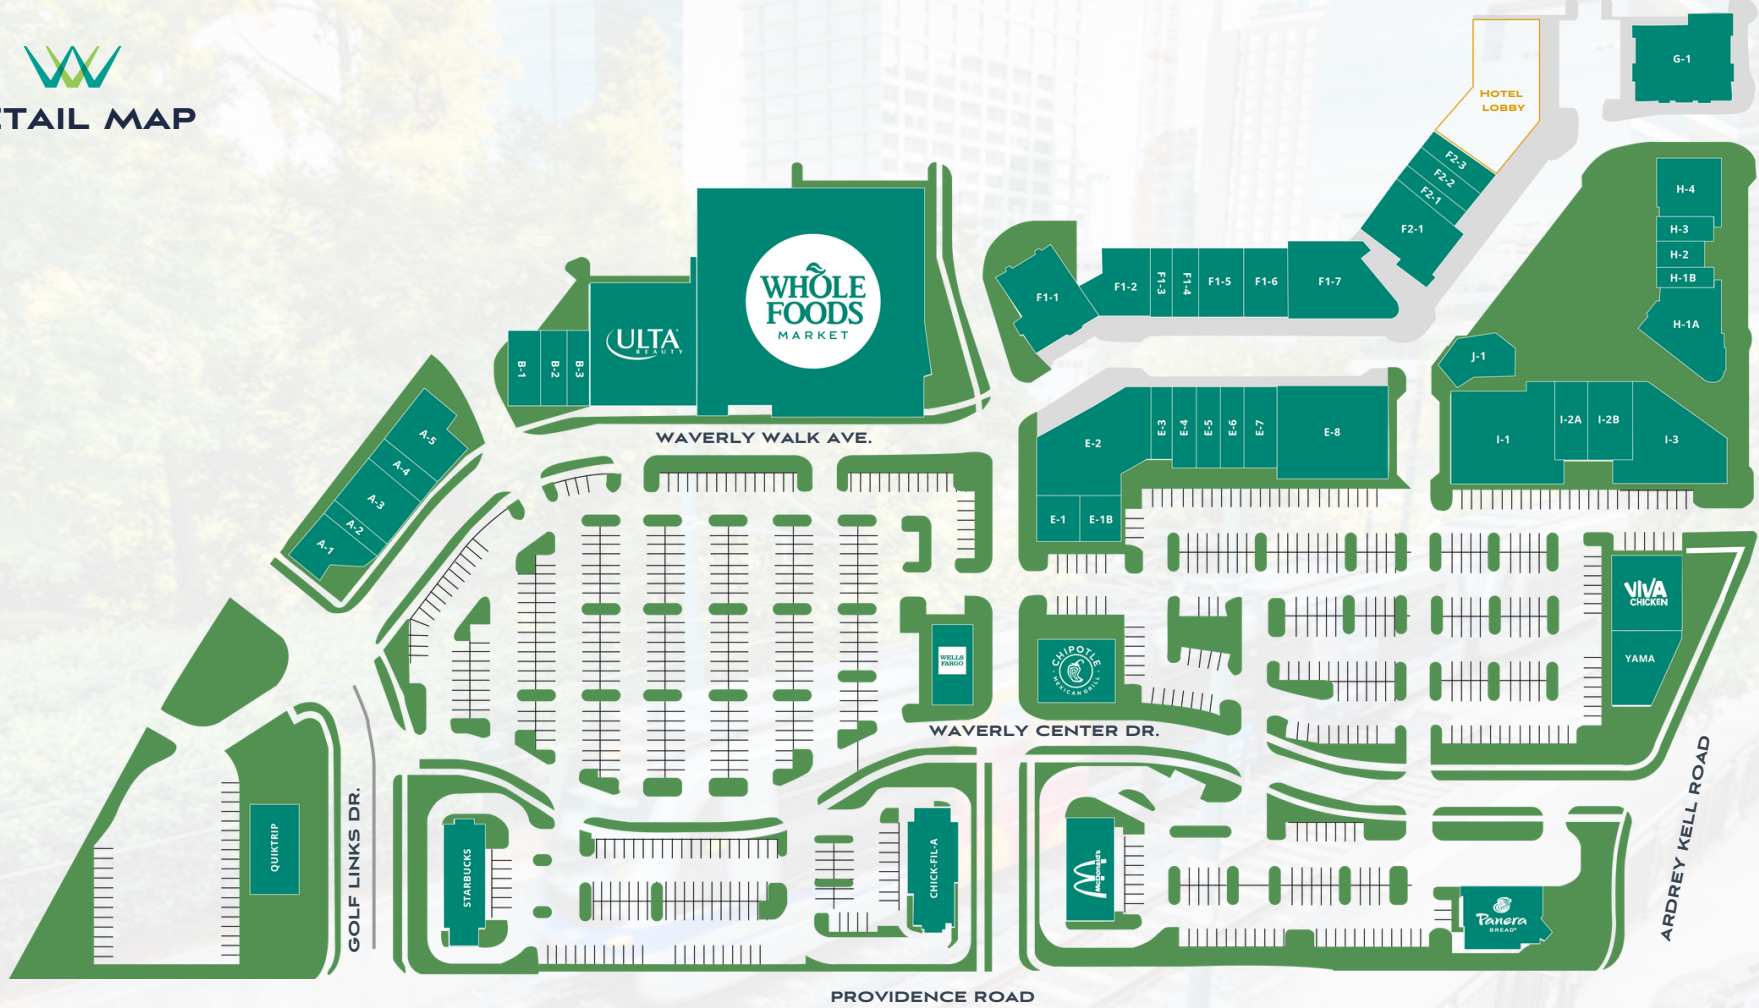 ETAIL MAP
HOTEL
LOBBY
G-1
F2-3
F2-2
F2-1
F2-1
H-4
H-3
H-2
H-1B
H-1A
WHOLE
FOODS
MARKET
F1-1
F1-2
F1-3
F1-4
F1-5
F1-6
F1-7
ULTA
BEAUTY
B-1
B-2
B-3
J-1
A-5
A-4
A-3
A-2
A-1
WAVERLY WALK AVE.
E-2
E-3
E-4
E-5
E-6
E-7
E-8
I-1
I-2A
I-2B
I-3
E-1
E-1B
VIVA
CHICKEN
YAMA
WELLS
FARGO
CHIPOTLE
MEXICAN GRILL
WAVERLY CENTER DR.
QUIKTRIP
GOLF LINKS DR.
STARBUCKS
CHICK-FIL-A
McDonald's
Panera
BREAD
ARDREY KELL ROAD
PROVIDENCE ROAD